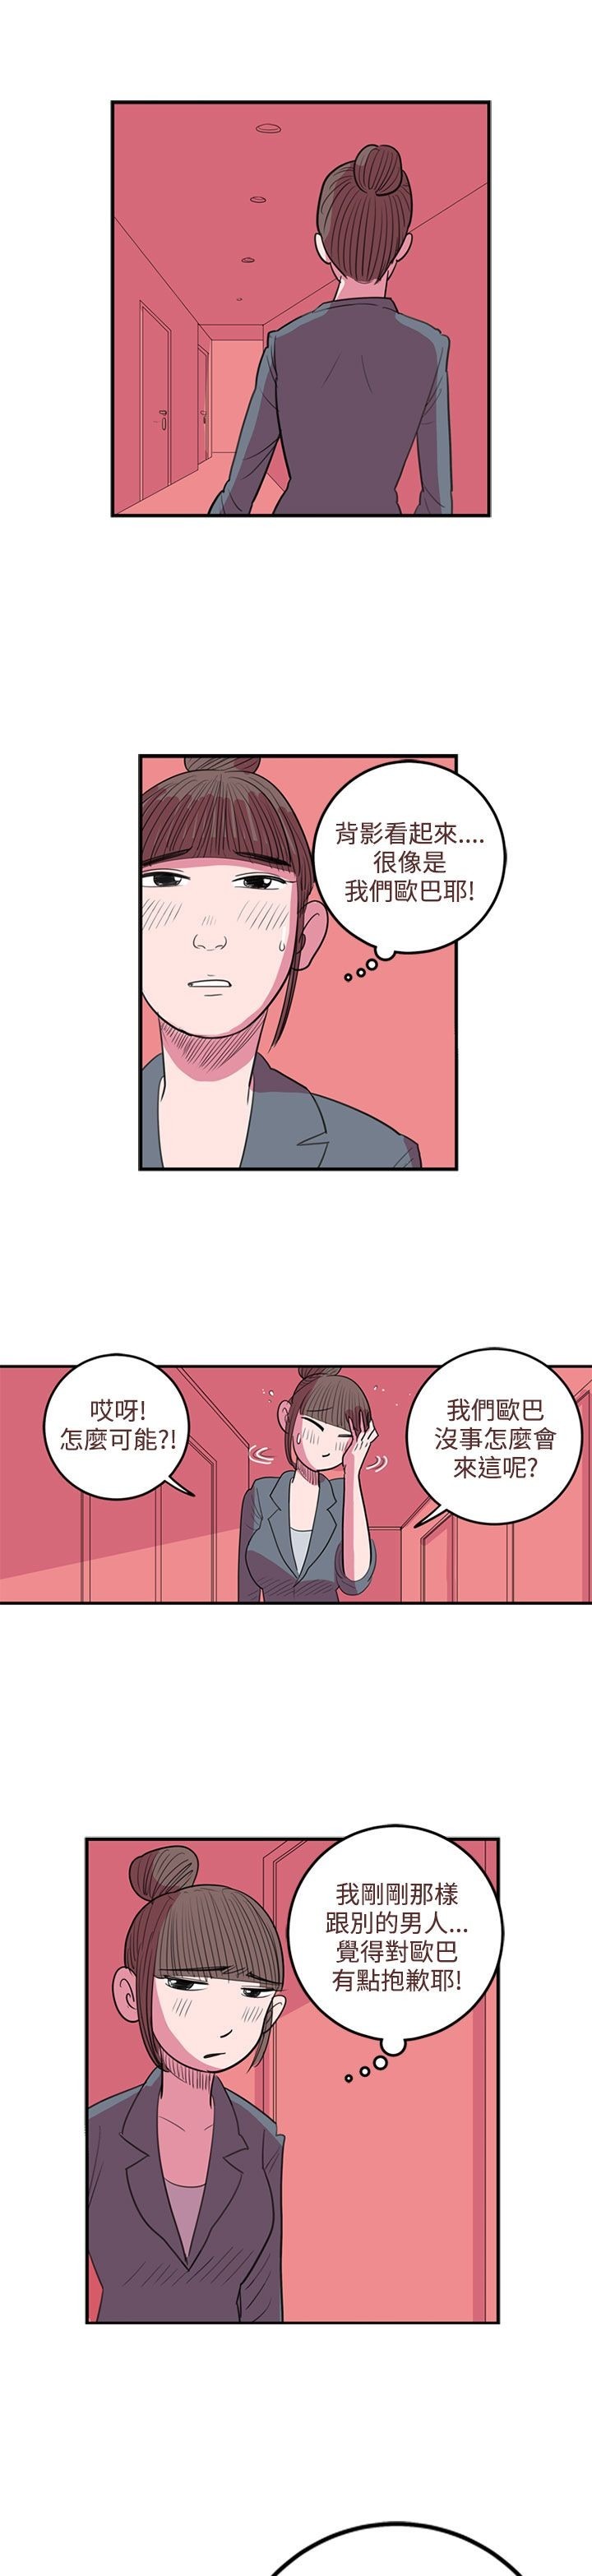 背影看起來....
很像是
我們歐巴耶!
哎呀!
怎麼可能?!
我們歐巴
沒事怎麼會
來這呢?
我剛剛那樣
跟別的男人...
覺得對歐巴
有點抱歉耶!